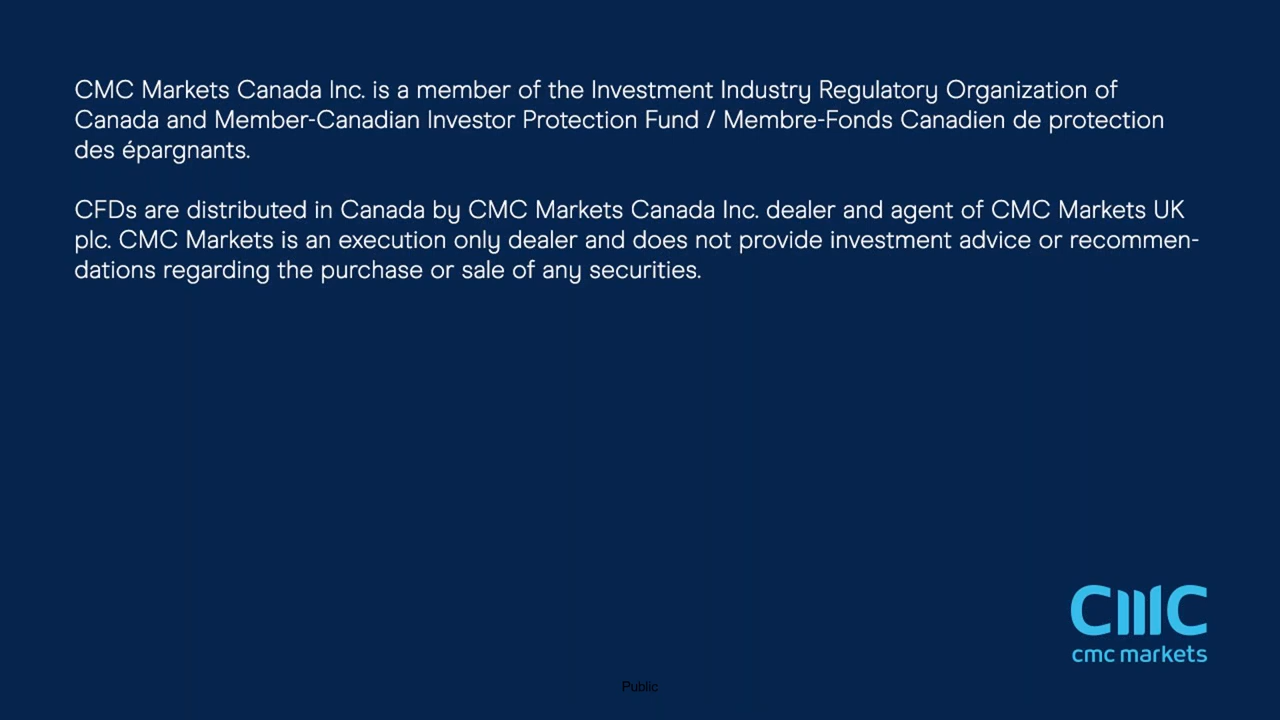 CMC Markets Canada Inc. is a member of the Investment Industry Regulatory Organization of
Canada and Member-Canadian Investor Protection Fund / Membre-Fonds Canadien de protection
des épargnants.
CFDs are distributed in Canada by CMC Markets Canada Inc. dealer and agent of CMC Markets UK
plc. CMC Markets is an execution only dealer and does not provide investment advice or recommen-
dations regarding the purchase or sale of any securities.
CMC
cmc markets
Public